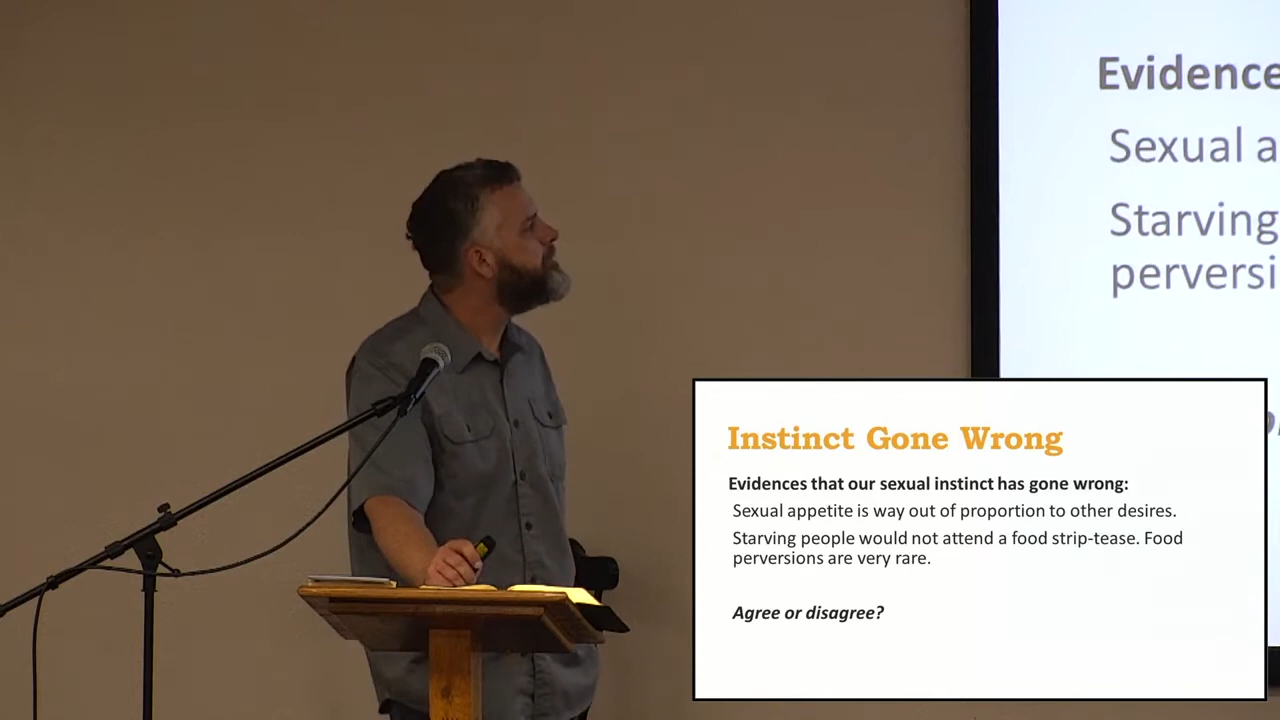 Evidence
Sexual a
Starving
perversi
Instinct Gone Wrong
Evidences that our sexual instinct has gone wrong:
Sexual appetite is way out of proportion to other desires.
Starving people would not attend a food strip-tease. Food
perversions are very rare.
Agree or disagree?